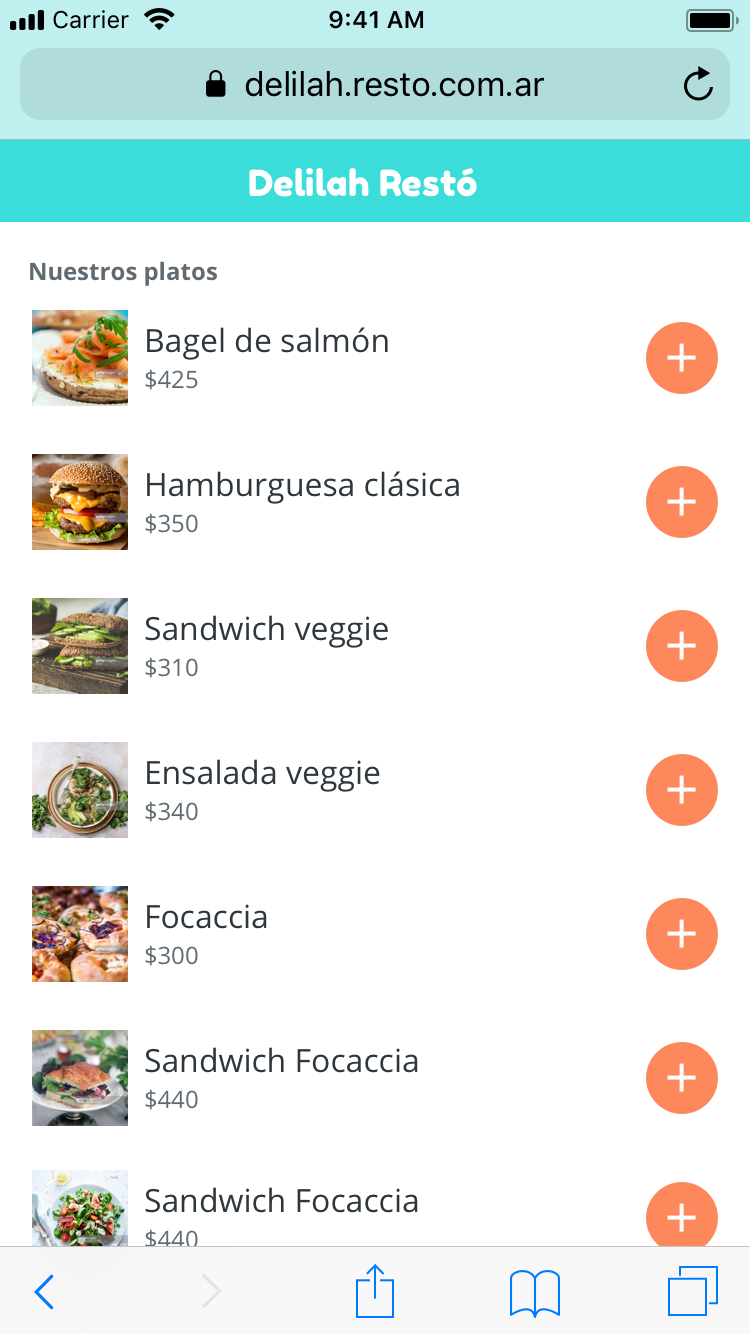 Carrier 9:41 AM
delilah.resto.com.ar
Delilah Restó
Nuestros platos
Bagel de salmón
$425
Hamburguesa clásica
$350
Sandwich veggie
$310
Ensalada veggie
$340
Focaccia
$300
Sandwich Focaccia
$440
Sandwich Focaccia
$440